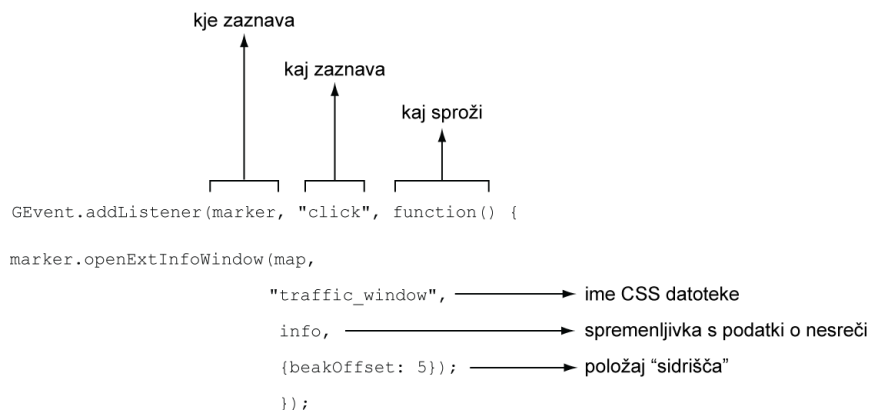 kje zaznava
kaj zaznava
kaj sproži
GEvent.addListener(marker, "click", function() {
marker.openExtInfoWindow(map,
"traffic_window", ime CSS datoteke
info, spremenljivka s podatki o nesreči
{beakOffset: 5}); položaj “sidrišča”
});